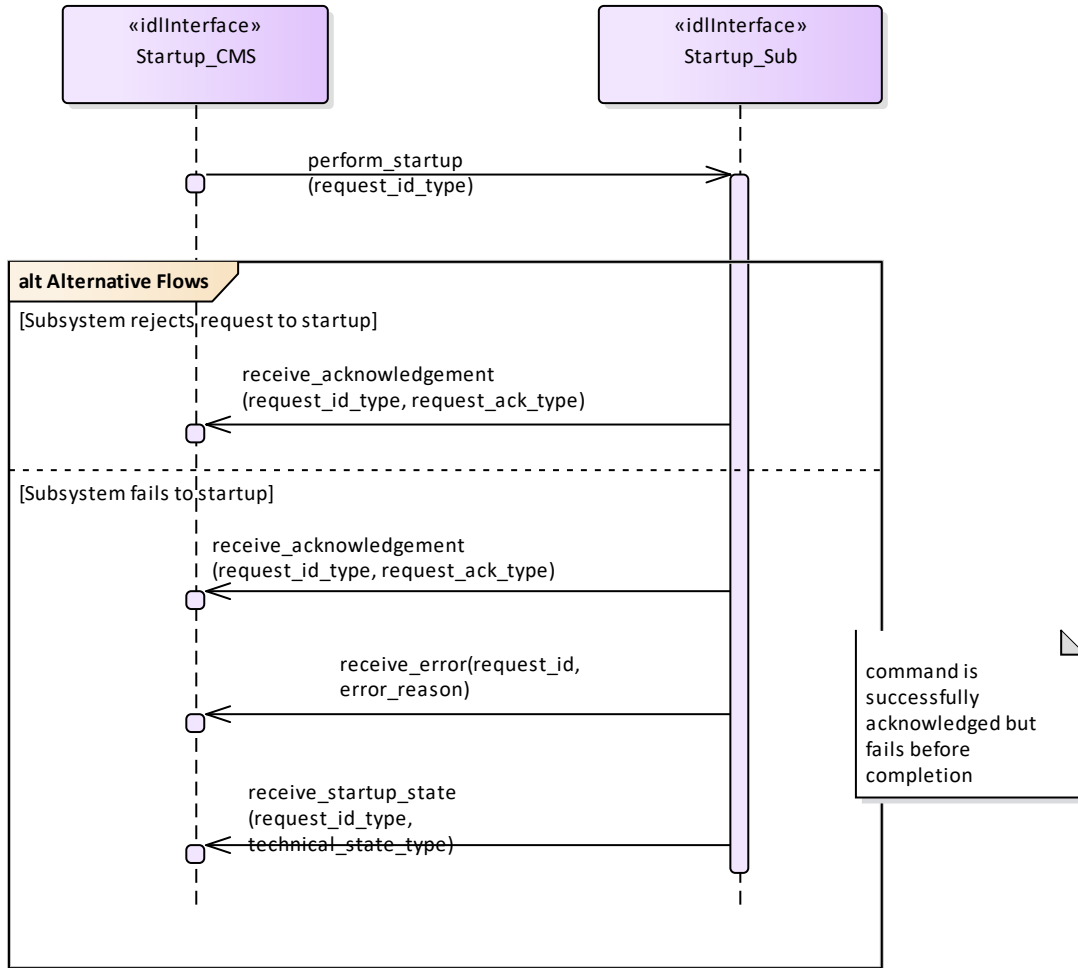 «idlInterface»
Startup_CMS
«idlInterface»
Startup_Sub
perform_startup
(request_id_type)
alt Alternative Flows
[Subsystem rejects request to startup]
receive_acknowledgement
(request_id_type, request_ack_type)
[Subsystem fails to startup]
receive_acknowledgement
(request_id_type, request_ack_type)
receive_error(request_id,
error_reason)
command is
successfully
acknowledged but
fails before
completion
receive_startup_state
(request_id_type,
technical_state_type)